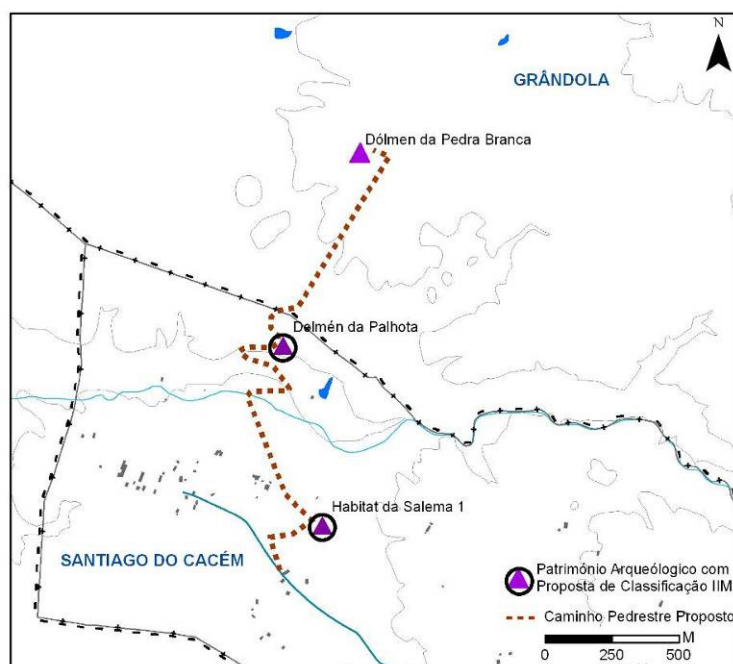 N
GRÂNDOLA
Dólmen da Pedra Branca
Delmén da Palhota
Habitat da Salema 1
SANTIAGO DO CACÉM
Património Arqueológico com
Proposta de Classificação IIM
Caminho Pedrestre Proposto
M
0 250 500